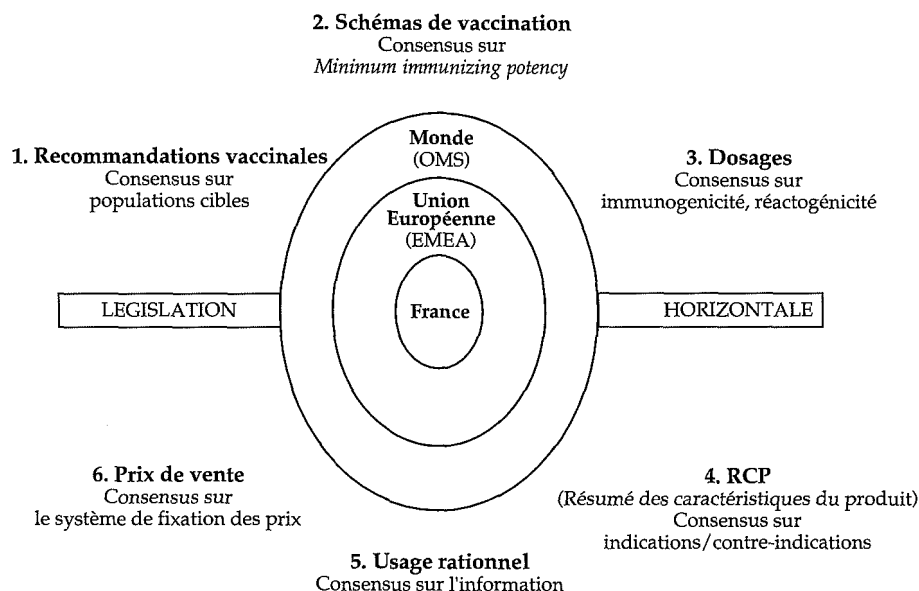 2. Schémas de vaccination
Consensus sur
Minimum immunizing potency
1. Recommandations vaccinales
Consensus sur
populations cibles
Monde
(OMS)
3. Dosages
Consensus sur
immunogenicité, réactogénicité
Union
Européenne
(EMEA)
LEGISLATION
France
HORIZONTALE
6. Prix de vente
Consensus sur
le système de fixation des prix
4. RCP
(Résumé des caractéristiques du produit)
Consensus sur
indications/contre-indications
5. Usage rationnel
Consensus sur l'information